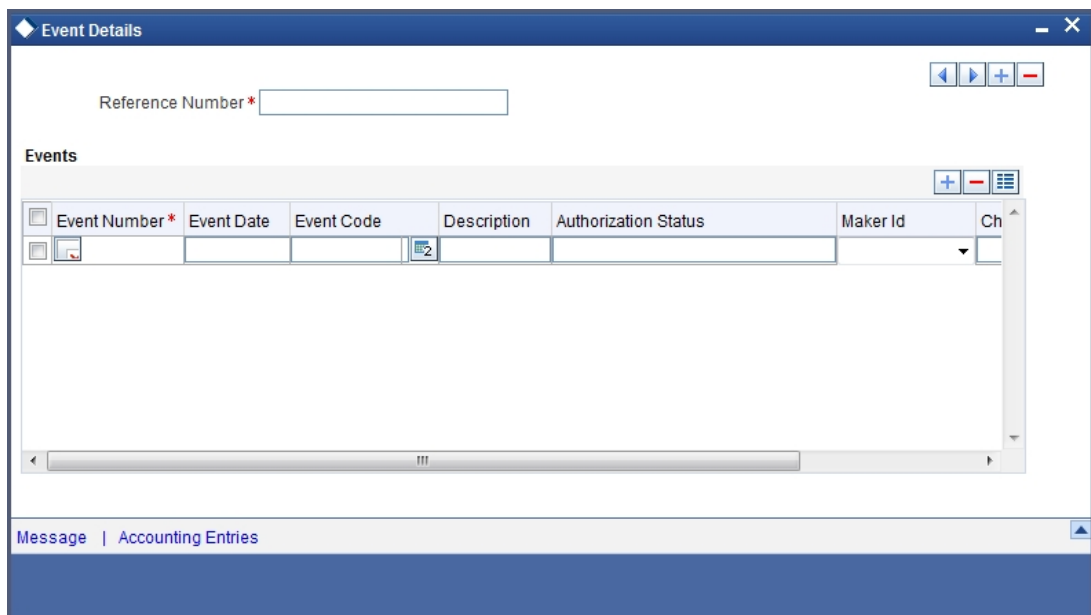 Event Details
Reference Number *
Events
Event Number * Event Date Event Code Description Authorization Status Maker Id Ch
2
Message | Accounting Entries